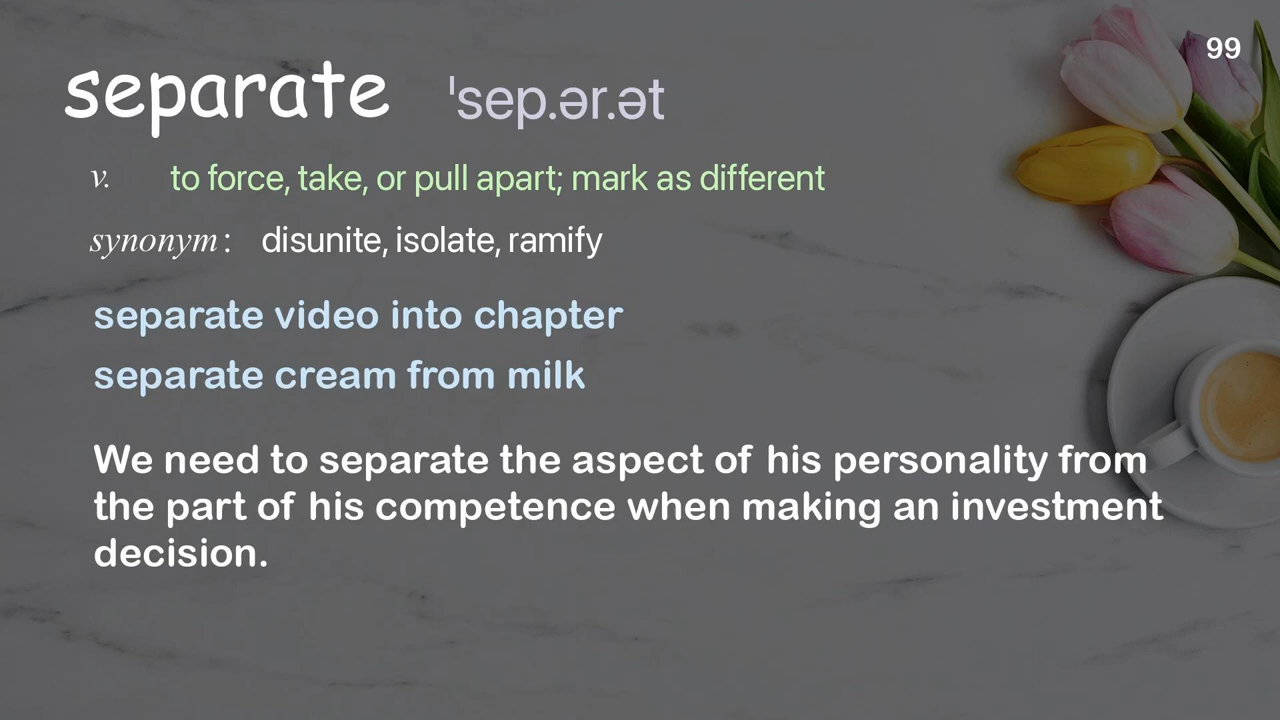 99
separate ˈsep.ər.ət
v. to force, take, or pull apart; mark as different
synonym: disunite, isolate, ramify
separate video into chapter
separate cream from milk
We need to separate the aspect of his personality from
the part of his competence when making an investment
decision.